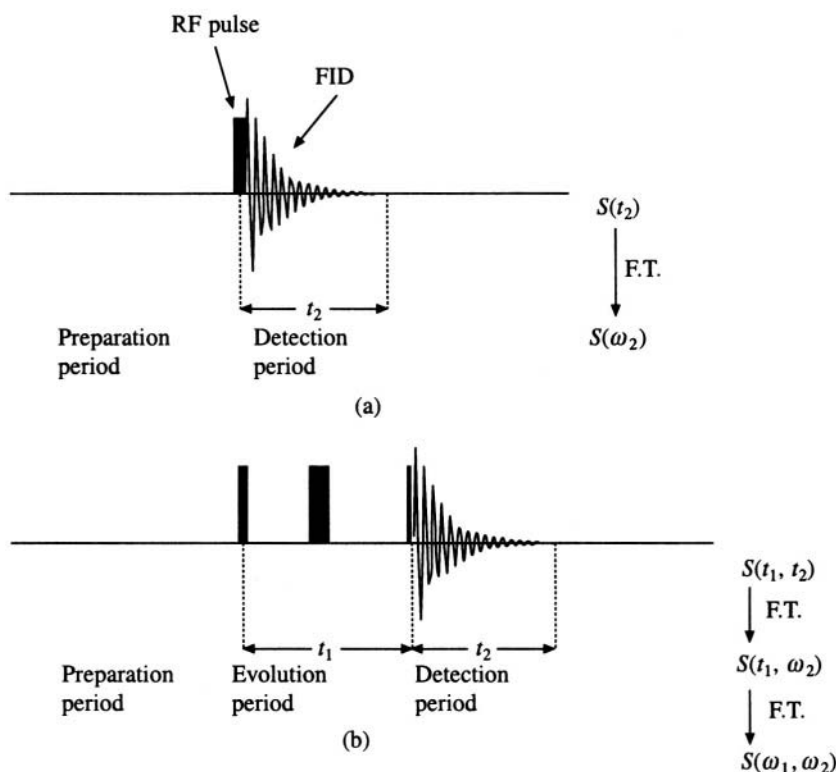 RF pulse
FID
S(t₂)
F.T.
t₂
S(ω₂)
Preparation
period
Detection
period
(a)
S(t₁, t₂)
F.T.
t₁
t₂
S(t₁, ω₂)
Preparation
period
Evolution
period
Detection
period
F.T.
(b)
S(ω₁, ω₂)